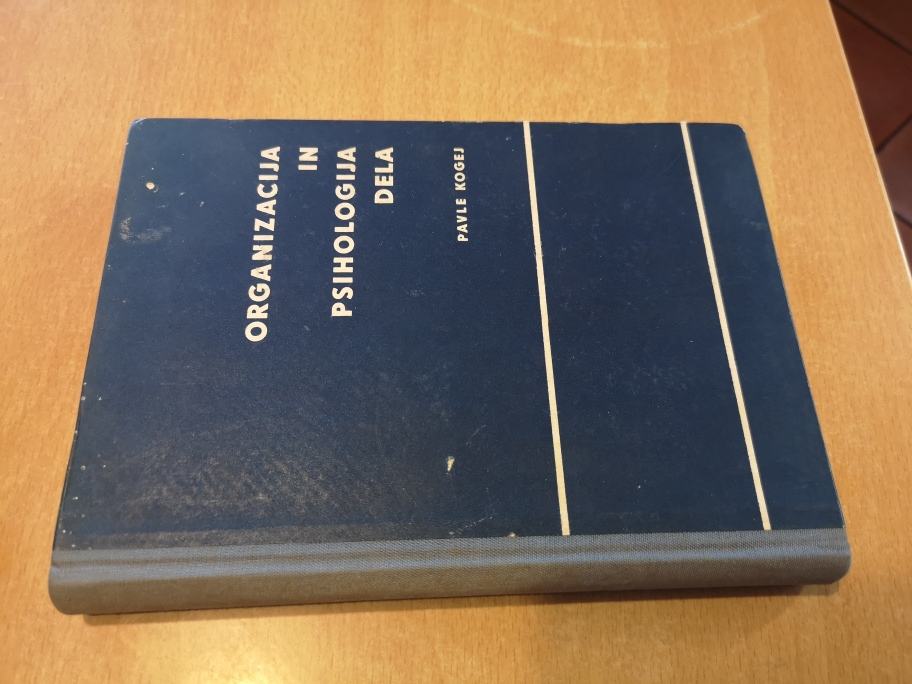 ORGANIZACIJA
IN
PSIHOLOGIJA
DELA
PAVLE KOGEJ